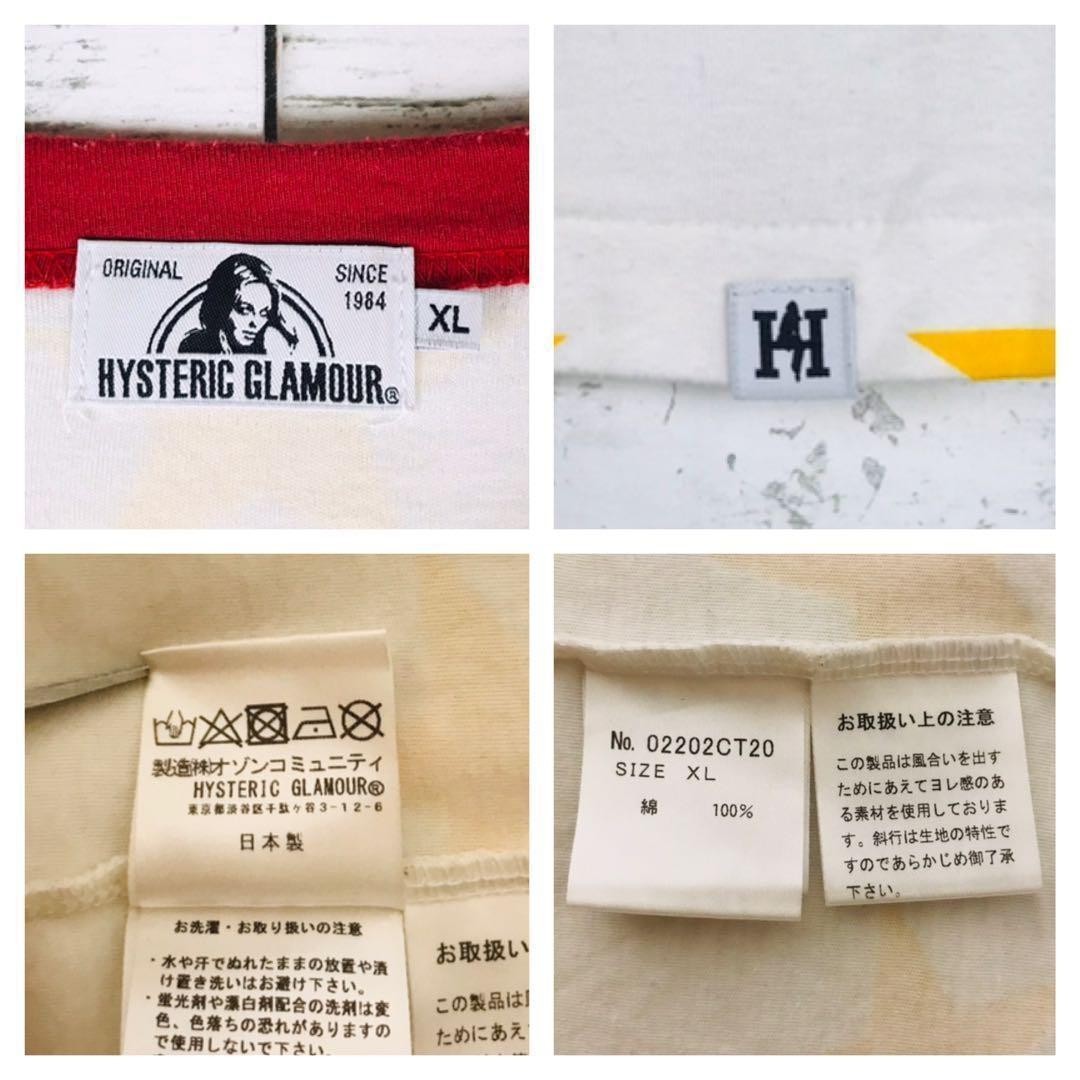 ORIGINAL
SINCE
1984
XL
HYSTERIC GLAMOUR®
H
製造㈱オゾンコミュニティ
HYSTERIC GLAMOUR®
東京都渋谷区千駄ヶ谷3-12-6
日本製
お洗濯・お取り扱いの注意
・水や汗でぬれたままの放置や漬
け置き洗いはお避け下さい。
・蛍光剤や漂白剤配合の洗剤は変
色、色落ちの恐れがありますの
で使用しないで下さい。
お取扱い
この製品は
ためにあえて
No. 02202CT20
SIZE XL
綿 100%
お取扱い上の注意
この製品は風合いを出す
ためにあえてヨレ感のあ
る素材を使用しておりま
す。斜行は生地の特性で
すのであらかじめ御了承
下さい。